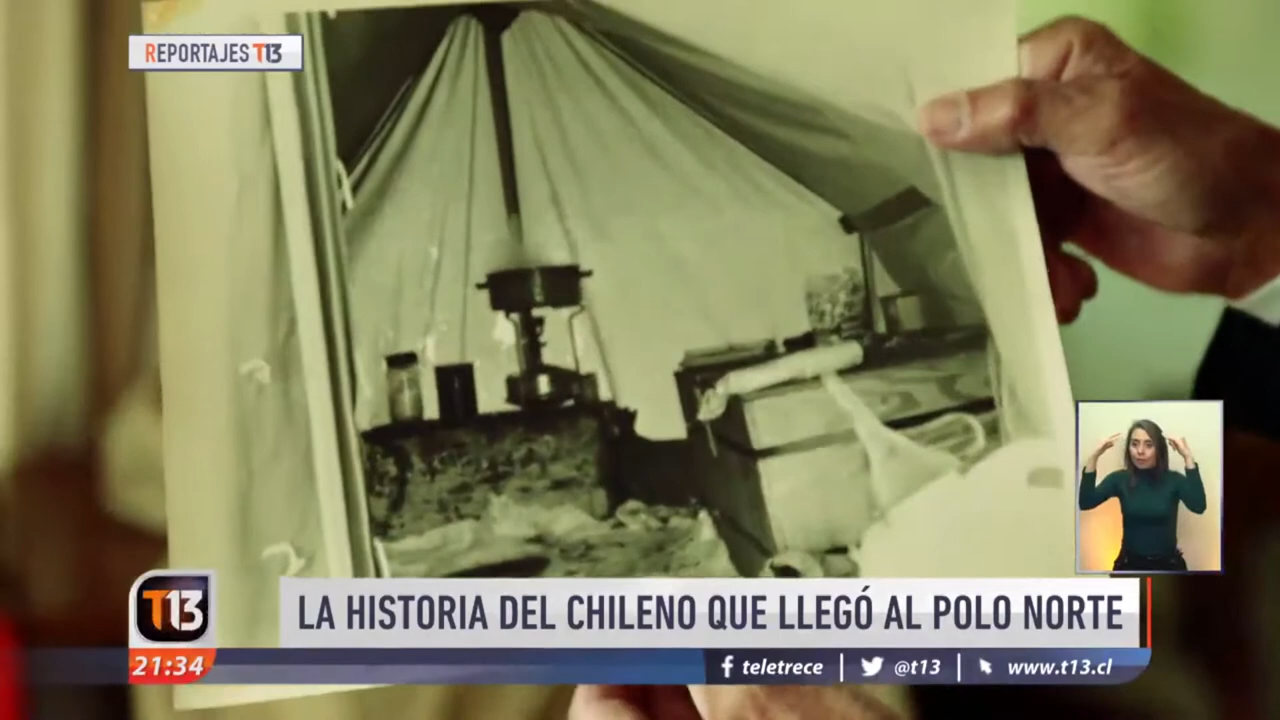 REPORTAJES T13
T13
LA HISTORIA DEL CHILENO QUE LLEGÓ AL POLO NORTE
21:34
teletrece
@t13
www.t13.cl